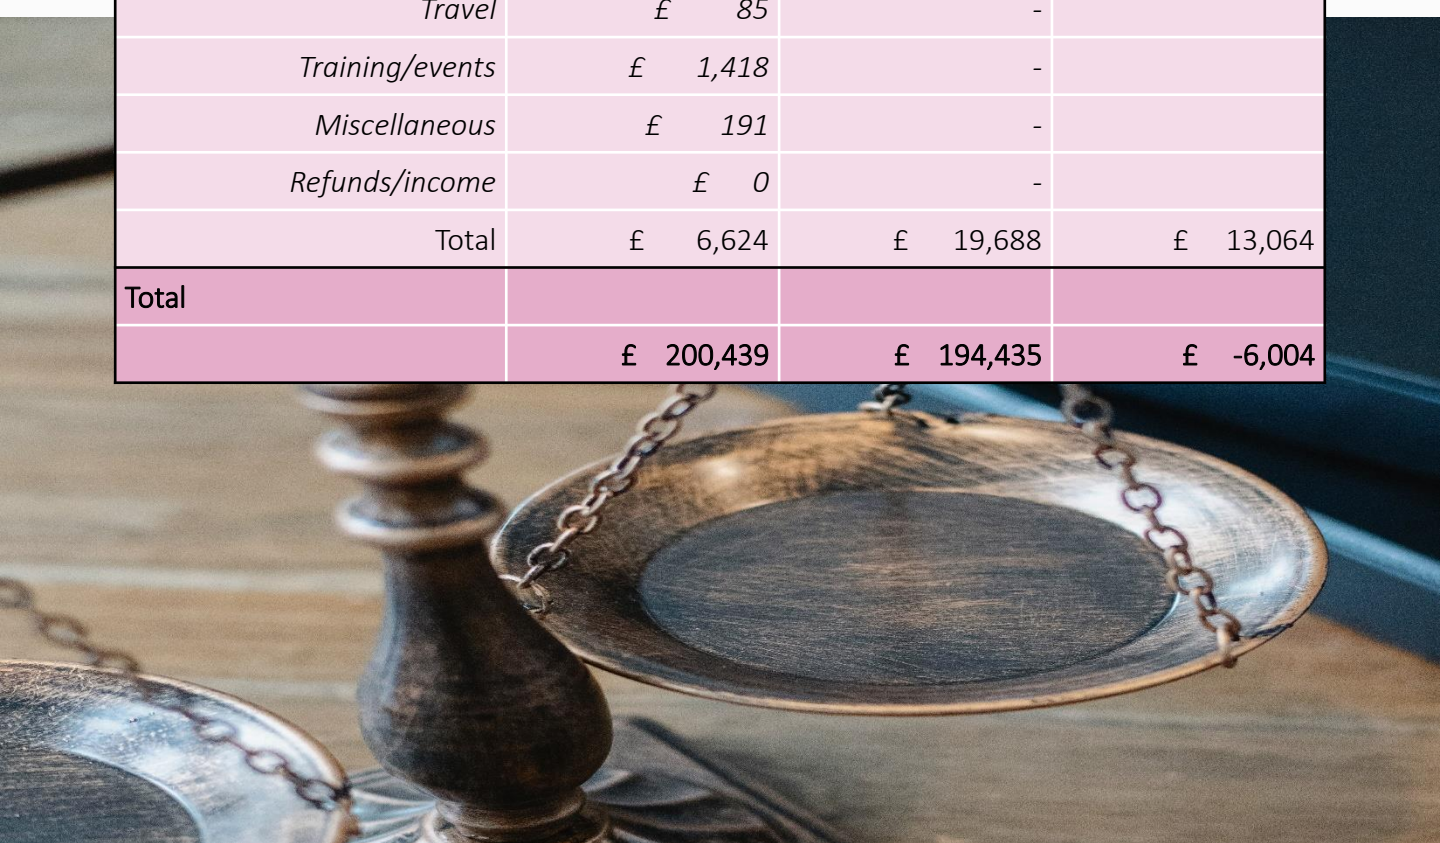 Travel £ 85 -
Training/events £ 1,418 -
Miscellaneous £ 191 -
Refunds/income £ 0 -
Total £ 6,624 £ 19,688 £ 13,064
Total
£ 200,439 £ 194,435 £ -6,004